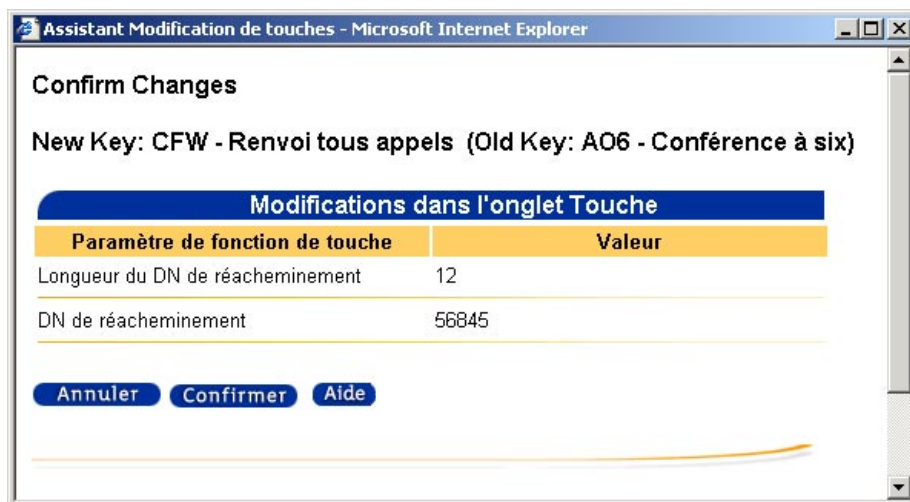 Assistant Modification de touches - Microsoft Internet Explorer
Confirm Changes
New Key: CFW - Renvoi tous appels (Old Key: AO6 - Conférence à six)
Modifications dans l'onglet Touche
Paramètre de fonction de touche Valeur
Longueur du DN de réacheminement 12
DN de réacheminement 56845
Annuler Confirmer Aide